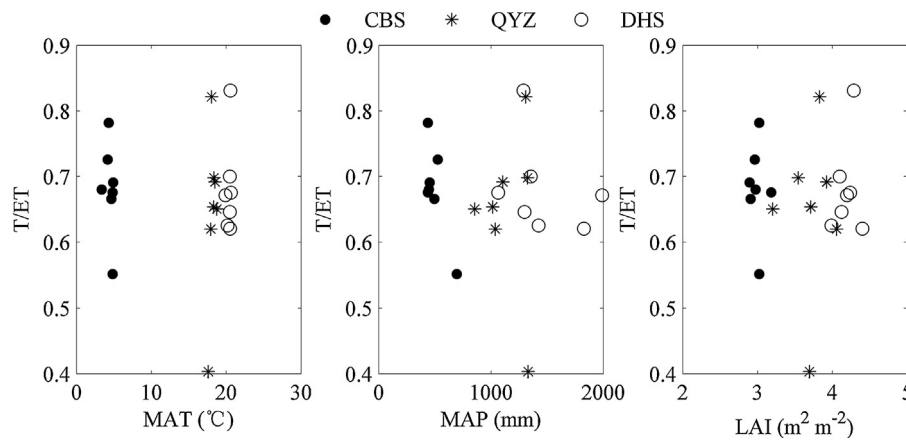 CBS QYZ DHS
0.9 0.9 0.9
0.8 0.8 0.8
0.7 0.7 0.7
T/ET T/ET T/ET
0.6 0.6 0.6
0.5 0.5 0.5
0.4 0.4 0.4
0 10 20 30 0 1000 2000 2 3 4 5
MAT (℃) MAP (mm) LAI (m² m⁻²)